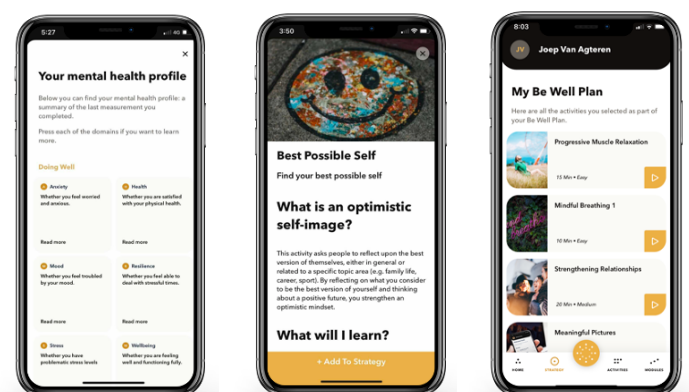 5:27
4G
Your mental health profile
Below you can find your mental health profile: a
summary of the last measurement you
completed.
Press each of the domains if you want to learn
more.
Doing Well
Anxiety
Whether you feel worried
and anxious.
Read more
Health
Whether you are satisfied
with your physical health.
Read more
Mood
Whether you feel troubled
by your mood.
Read more
Resilience
Whether you feel able to
deal with stressful times.
Read more
Stress
Whether you have
problematic stress levels
Wellbeing
Whether you are feeling
well and functioning fully.
3:50
Best Possible Self
Find your best possible self
What is an optimistic
self-image?
This activity asks people to reflect upon the best
version of themselves, either in general or
related to a specific topic area (e.g. family life,
career, sport). By reflecting on what you consider
to be the best version of yourself and thinking
about a positive future, you strengthen an
optimistic mindset.
What will I learn?
+ Add To Strategy
8:03
JV
Joep Van Agteren
My Be Well Plan
Here are all the activities you selected as part of
your Be Well Plan.
Progressive Muscle Relaxation
15 Min • Easy
Mindful Breathing 1
10 Min • Easy
Strengthening Relationships
20 Min • Medium
Meaningful Pictures
HOME
STRATEGY
ACTIVITIES
MODULES